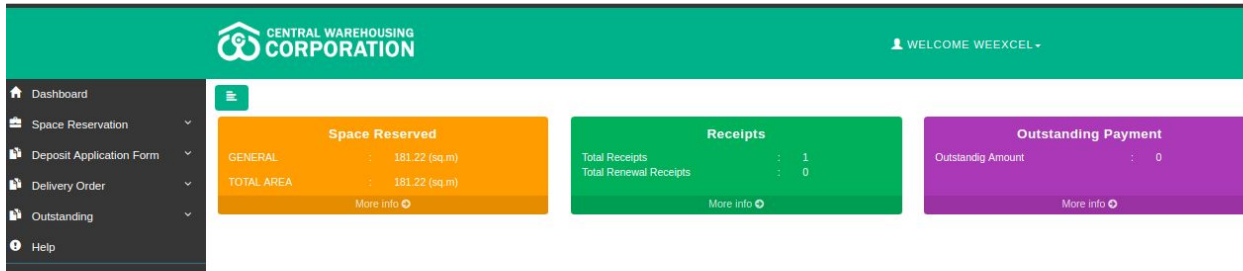 CENTRAL WAREHOUSING
CORPORATION
WELCOME WEEXCEL
Dashboard
Space Reservation
Deposit Application Form
Delivery Order
Outstanding
Help
Space Reserved
GENERAL : 181.22 (sq.m)
TOTAL AREA : 181.22 (sq.m)
More info
Receipts
Total Receipts : 1
Total Renewal Receipts : 0
More info
Outstanding Payment
Outstandig Amount : 0
More info